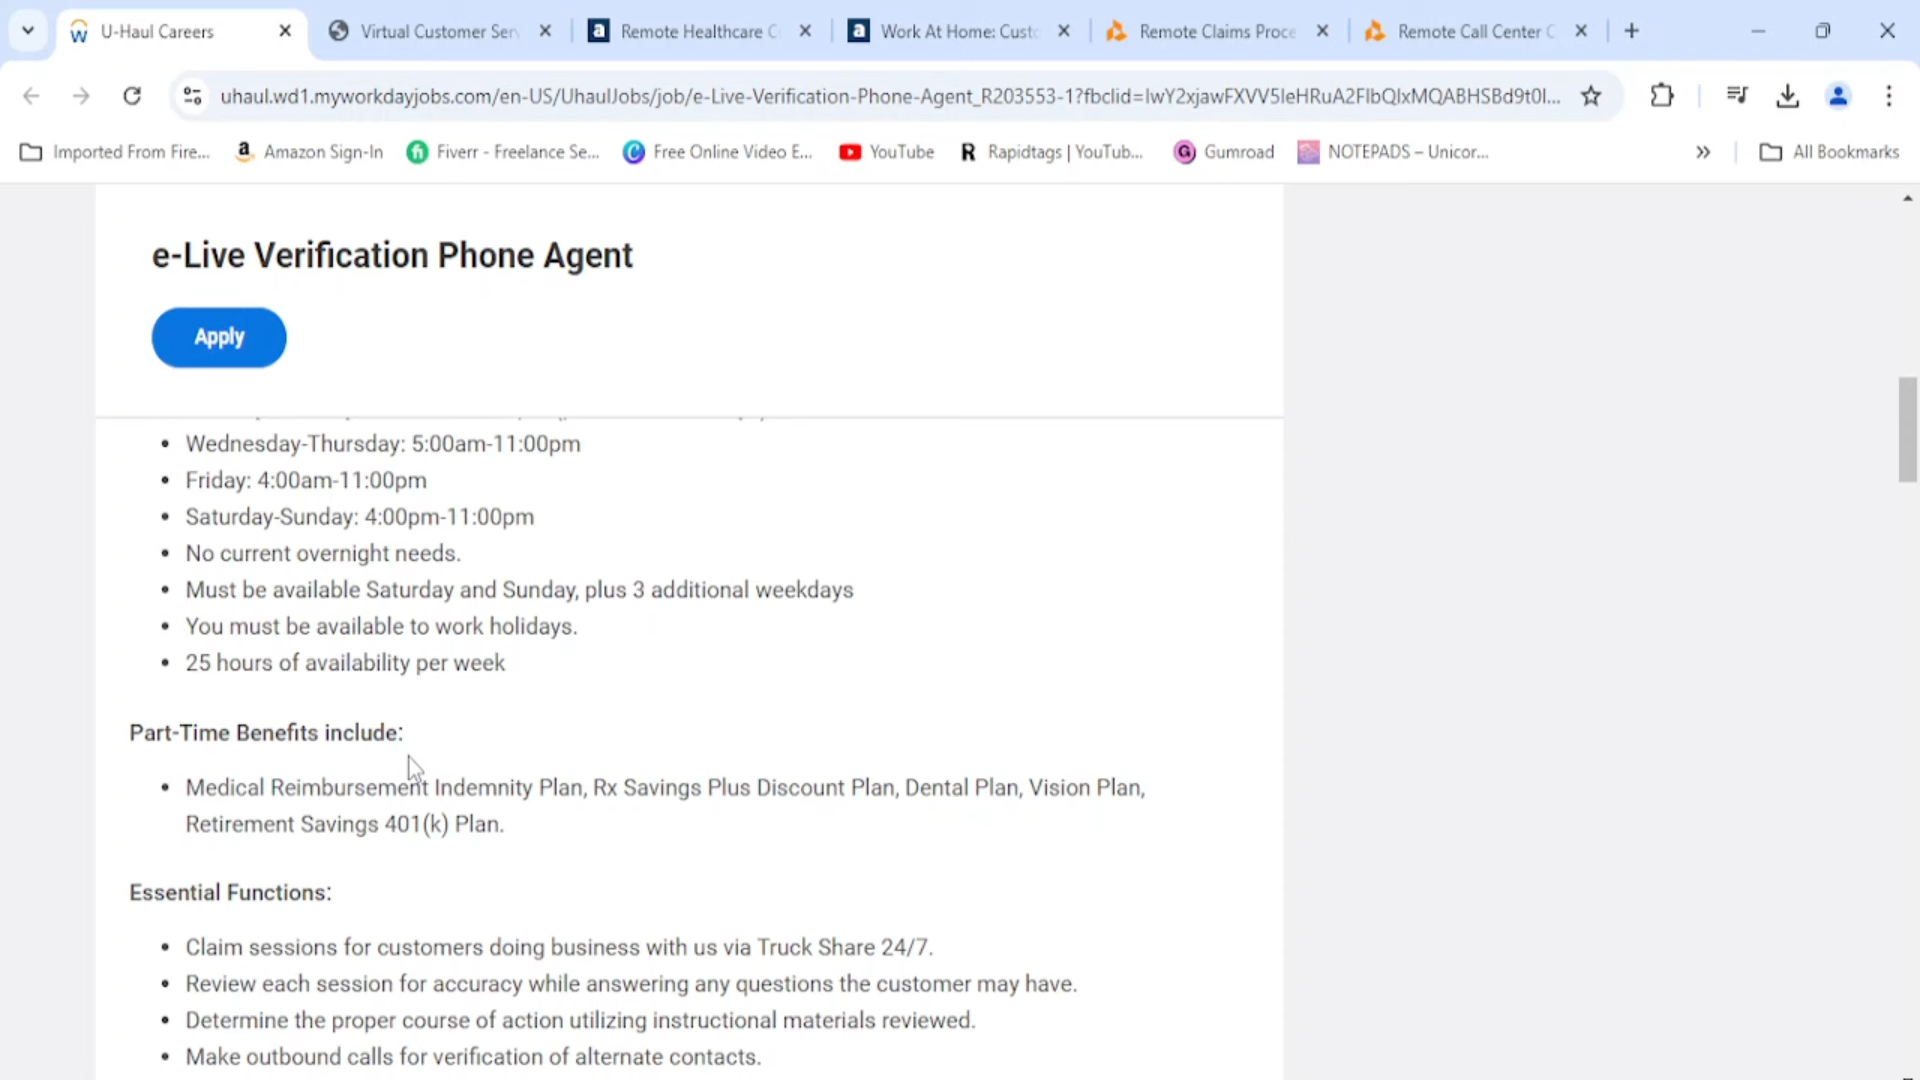 U-Haul Careers
Virtual Customer Serv
Remote Healthcare C
Work At Home: Custo
Remote Claims Proce
Remote Call Center C
uhaul.wd1.myworkdayjobs.com/en-US/UhaulJobs/job/e-Live-Verification-Phone-Agent_R203553-1?fbclid=IwY2xjawFXVV5leHRuA2FlbQIxMQABHSBd9t0I...
Imported From Fire...
Amazon Sign-In
Fiverr - Freelance Se...
Free Online Video E...
YouTube
Rapidtags | YouTub...
Gumroad
NOTEPADS – Unicor...
All Bookmarks
e-Live Verification Phone Agent
Apply
• Wednesday-Thursday: 5:00am-11:00pm
• Friday: 4:00am-11:00pm
• Saturday-Sunday: 4:00pm-11:00pm
• No current overnight needs.
• Must be available Saturday and Sunday, plus 3 additional weekdays
• You must be available to work holidays.
• 25 hours of availability per week
Part-Time Benefits include:
• Medical Reimbursement Indemnity Plan, Rx Savings Plus Discount Plan, Dental Plan, Vision Plan,
Retirement Savings 401(k) Plan.
Essential Functions:
• Claim sessions for customers doing business with us via Truck Share 24/7.
• Review each session for accuracy while answering any questions the customer may have.
• Determine the proper course of action utilizing instructional materials reviewed.
• Make outbound calls for verification of alternate contacts.